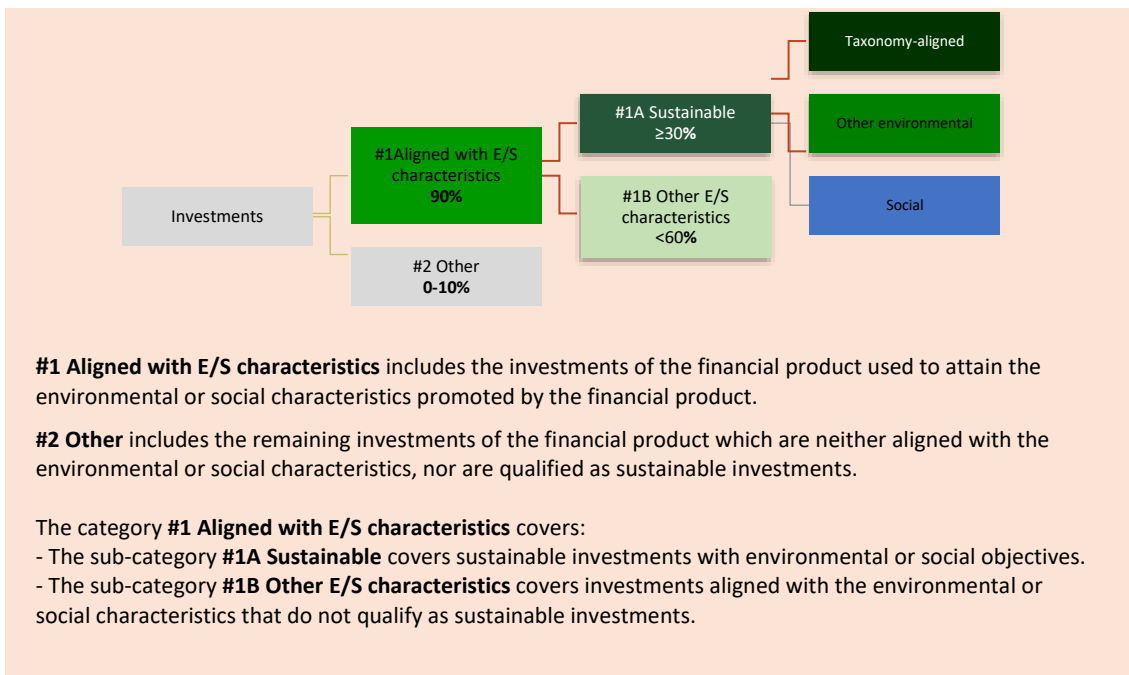 Taxonomy-aligned
#1A Sustainable
≥30%
Other environmental
#1Aligned with E/S
characteristics
90%
#1B Other E/S
characteristics
<60%
Social
Investments
#2 Other
0-10%
#1 Aligned with E/S characteristics includes the investments of the financial product used to attain the
environmental or social characteristics promoted by the financial product.
#2 Other includes the remaining investments of the financial product which are neither aligned with the
environmental or social characteristics, nor are qualified as sustainable investments.
The category #1 Aligned with E/S characteristics covers:
- The sub-category #1A Sustainable covers sustainable investments with environmental or social objectives.
- The sub-category #1B Other E/S characteristics covers investments aligned with the environmental or
social characteristics that do not qualify as sustainable investments.